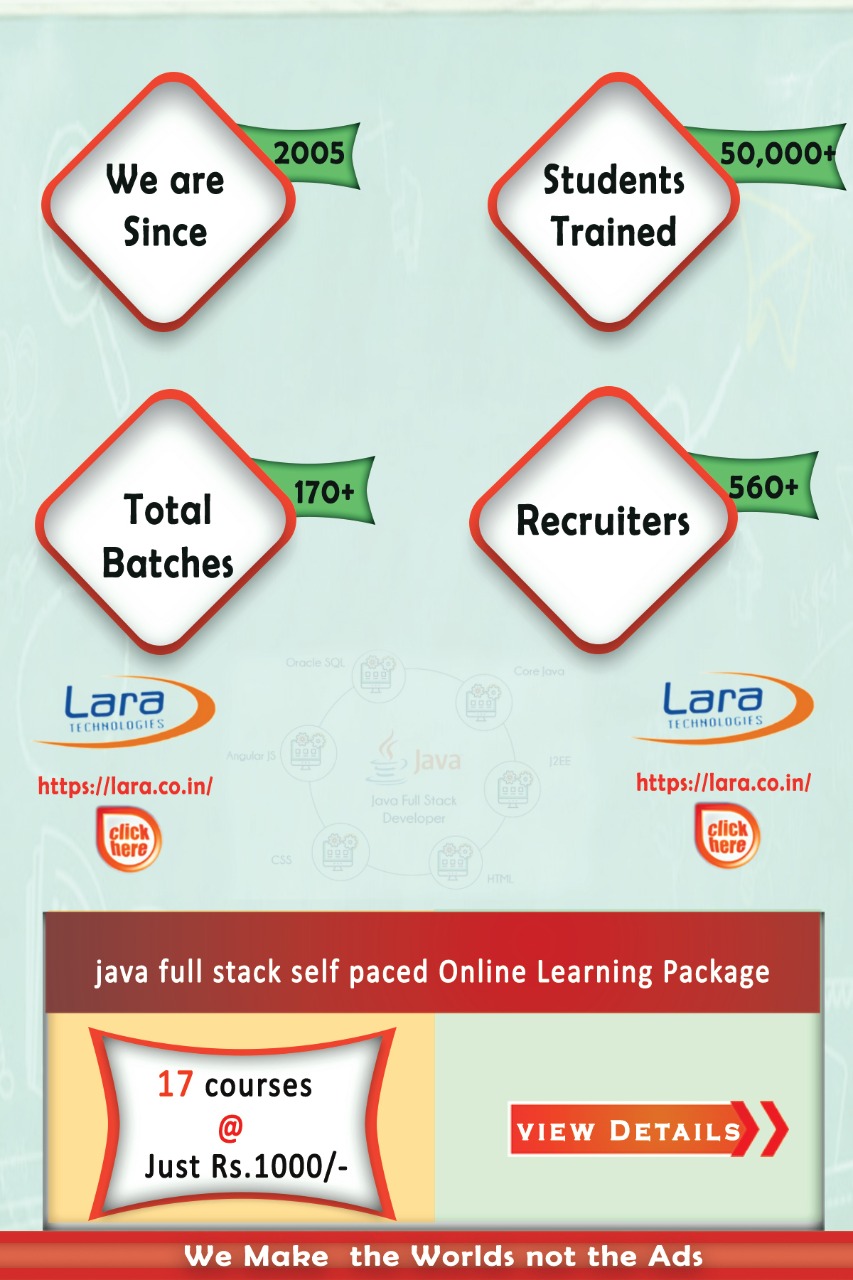 We are
Since
2005
Students
Trained
50,000+
Total
Batches
170+
Recruiters
560+
Lara
TECHNOLOGIES
https://lara.co.in/
click
here
Oracle SQL
Core Java
Angular JS
Java
J2EE
Java Full Stack
Developer
CSS
HTML
Lara
TECHNOLOGIES
https://lara.co.in/
click
here
java full stack self paced Online Learning Package
17 courses
@
Just Rs.1000/-
VIEW DETAILS
We Make the Worlds not the Ads